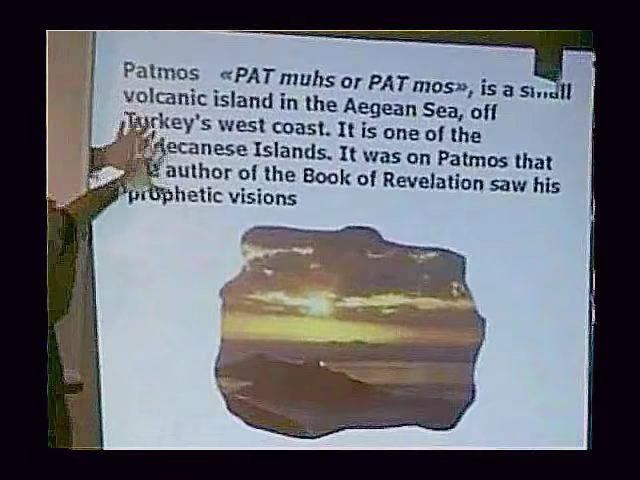 Patmos «PAT muhs or PAT mos», is a small
volcanic island in the Aegean Sea, off
Turkey's west coast. It is one of the
ecanese Islands. It was on Patmos that
author of the Book of Revelation saw his
prophetic visions